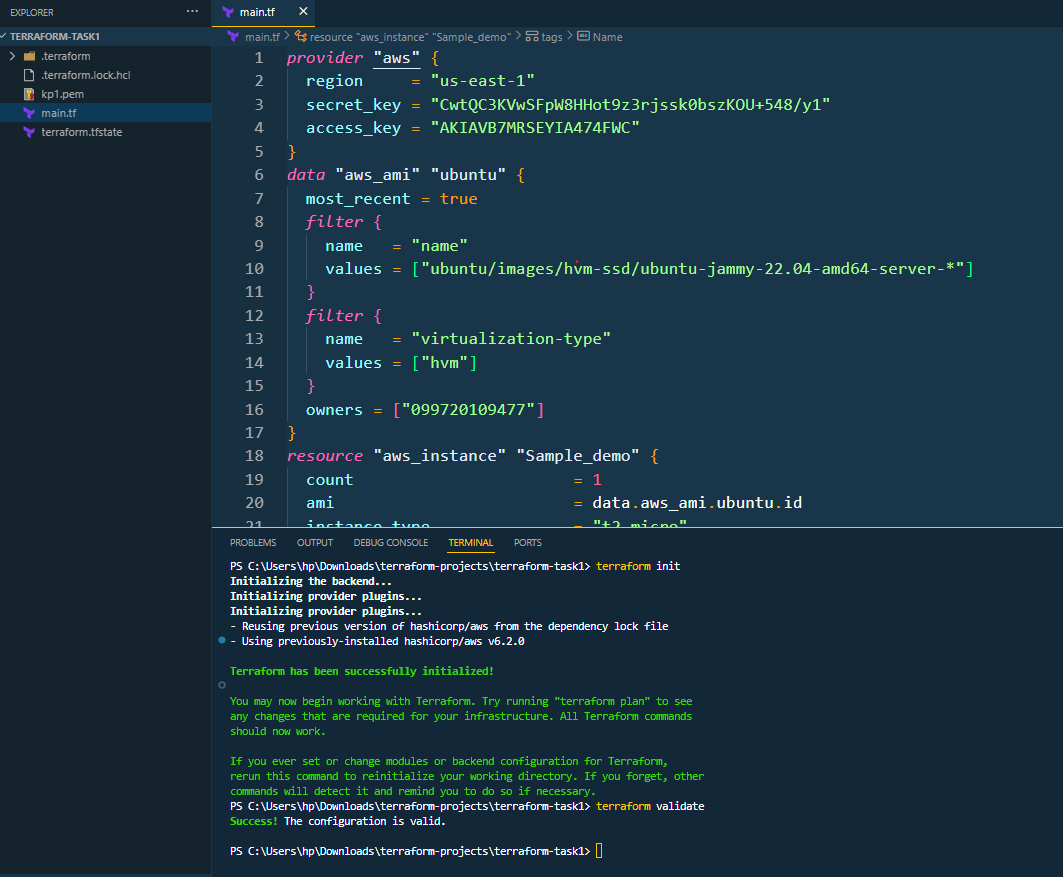 EXPLORER
···
main.tf
TERRAFORM-TASK1
main.tf > resource "aws_instance" "Sample_demo" > tags > Name
.terraform
.terraform.lock.hcl
kp1.pem
main.tf
terraform.tfstate
1 provider "aws" {
2 region = "us-east-1"
3 secret_key = "CwtQC3KVwSFpW8HHot9z3rjssk0bszKOU+548/y1"
4 access_key = "AKIAVB7MRSEYIA474FWC"
5 }
6 data "aws_ami" "ubuntu" {
7 most_recent = true
8 filter {
9 name = "name"
10 values = ["ubuntu/images/hvm-ssd/ubuntu-jammy-22.04-amd64-server-*"]
11 }
12 filter {
13 name = "virtualization-type"
14 values = ["hvm"]
15 }
16 owners = ["099720109477"]
17 }
18 resource "aws_instance" "Sample_demo" {
19 count = 1
20 ami = data.aws_ami.ubuntu.id
21 instance_type = "t2.micro"
PROBLEMS OUTPUT DEBUG CONSOLE TERMINAL PORTS
PS C:\Users\hp\Downloads\terraform-projects\terraform-task1> terraform init
Initializing the backend...
Initializing provider plugins...
Initializing provider plugins...
- Reusing previous version of hashicorp/aws from the dependency lock file
- Using previously-installed hashicorp/aws v6.2.0
Terraform has been successfully initialized!
You may now begin working with Terraform. Try running "terraform plan" to see
any changes that are required for your infrastructure. All Terraform commands
should now work.
If you ever set or change modules or backend configuration for Terraform,
rerun this command to reinitialize your working directory. If you forget, other
commands will detect it and remind you to do so if necessary.
PS C:\Users\hp\Downloads\terraform-projects\terraform-task1> terraform validate
Success! The configuration is valid.
PS C:\Users\hp\Downloads\terraform-projects\terraform-task1>